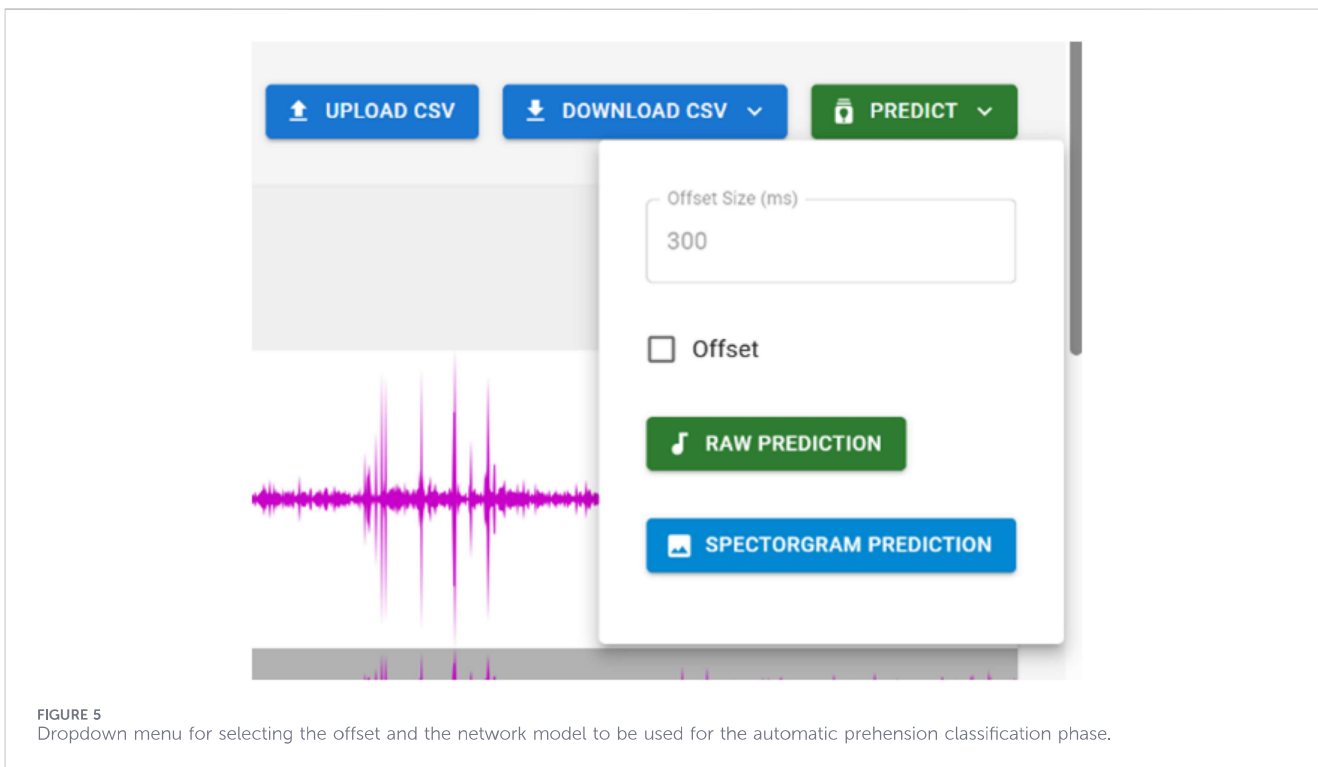 UPLOAD CSV
DOWNLOAD CSV
PREDICT
Offset Size (ms)
300
Offset
RAW PREDICTION
SPECTORGRAM PREDICTION
FIGURE 5
Dropdown menu for selecting the offset and the network model to be used for the automatic prehension classification phase.